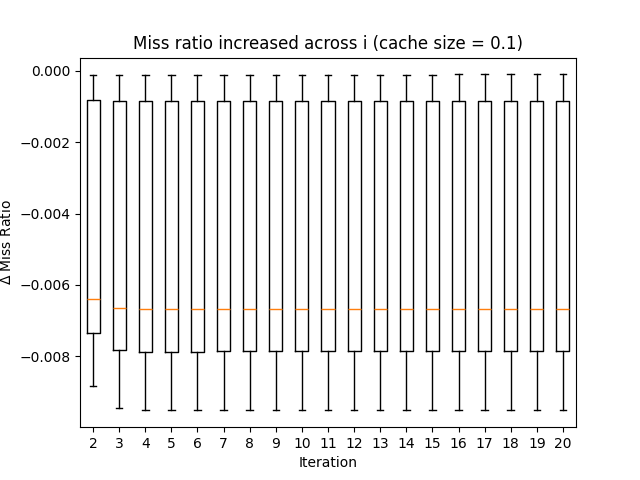 Miss ratio increased across i (cache size = 0.1)
Δ Miss Ratio
0.000
−0.002
−0.004
−0.006
−0.008
2 3 4 5 6 7 8 9 10 11 12 13 14 15 16 17 18 19 20
Iteration